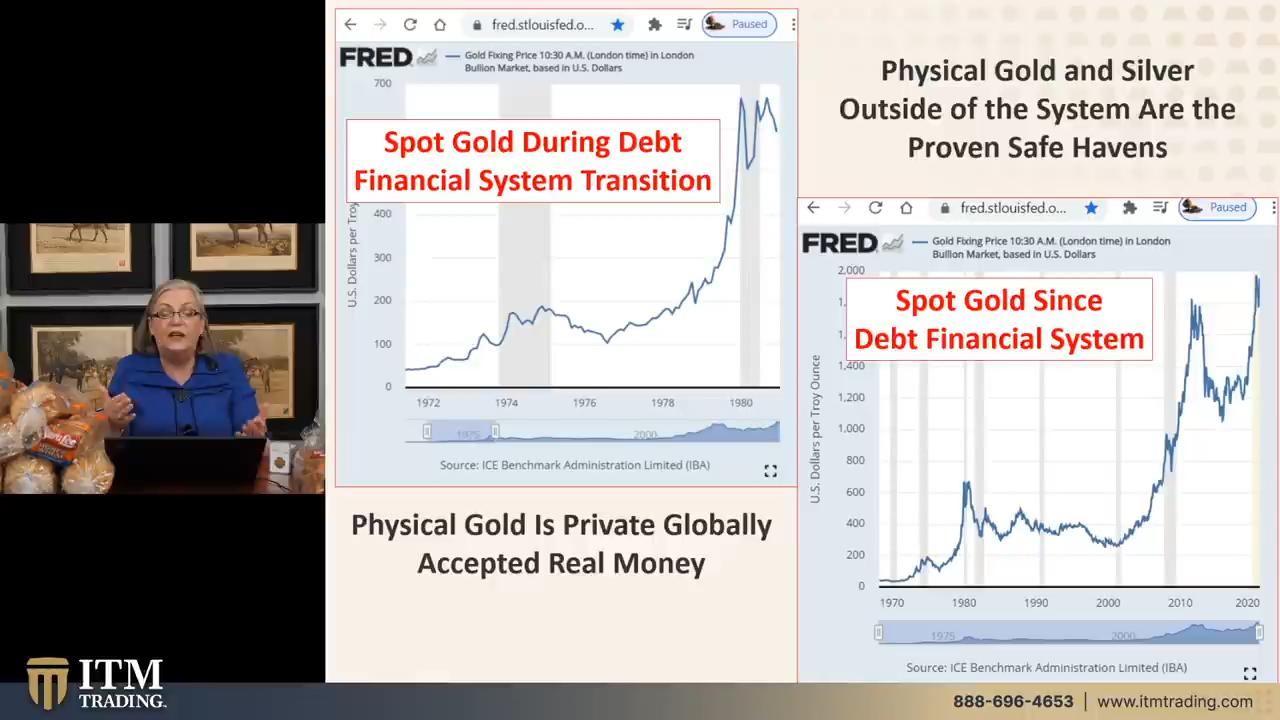 fred.stlouisfed.o...
Paused
FRED
Gold Fixing Price 10:30 A.M. (London time) in London
Bullion Market, based in U.S. Dollars
700
Spot Gold During Debt
Financial System Transition
400
300
200
100
0
U.S. Dollars per Troy
1972
1974
1976
1978
1980
1975
2000
Source: ICE Benchmark Administration Limited (IBA)
Physical Gold Is Private Globally
Accepted Real Money
Physical Gold and Silver
Outside of the System Are the
Proven Safe Havens
fred.stlouisfed.o...
Paused
FRED
Gold Fixing Price 10:30 A.M. (London time) in London
Bullion Market, based in U.S. Dollars
2,000
Spot Gold Since
Debt Financial System
1,400
1,200
1,000
800
600
400
200
0
U.S. Dollars per Troy Ounce
1970
1980
1990
2000
2010
2020
1975
2000
Source: ICE Benchmark Administration Limited (IBA)
ITM
TRADING.
888-696-4653 | www.itmtrading.com